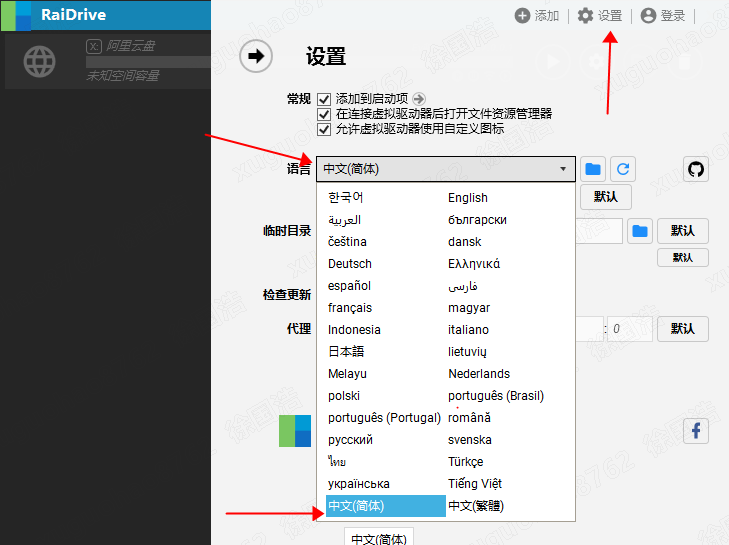 RaiDrive
添加 设置 登录
X: 阿里云盘
未知空间容量
设置
常规 添加到启动项
在连接虚拟驱动器后打开文件资源管理器
允许虚拟驱动器使用自定义图标
语言 中文(简体)
默认
临时目录 默认
默认
检查更新
代理 : 0 默认
한국어 English
العربية български
čeština dansk
Deutsch Ελληνικά
español فارسی
français magyar
Indonesia italiano
日本語 lietuvių
Melayu Nederlands
polski português (Brasil)
português (Portugal) română
русский svenska
ไทย Türkçe
українська Tiếng Việt
中文(简体) 中文(繁體)
中文(简体)